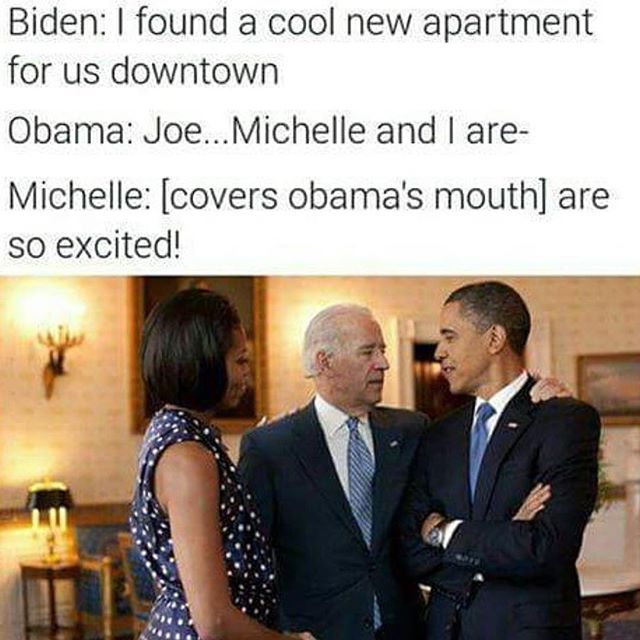 Biden: I found a cool new apartment
for us downtown
Obama: Joe...Michelle and I are-
Michelle: [covers obama's mouth] are
so excited!